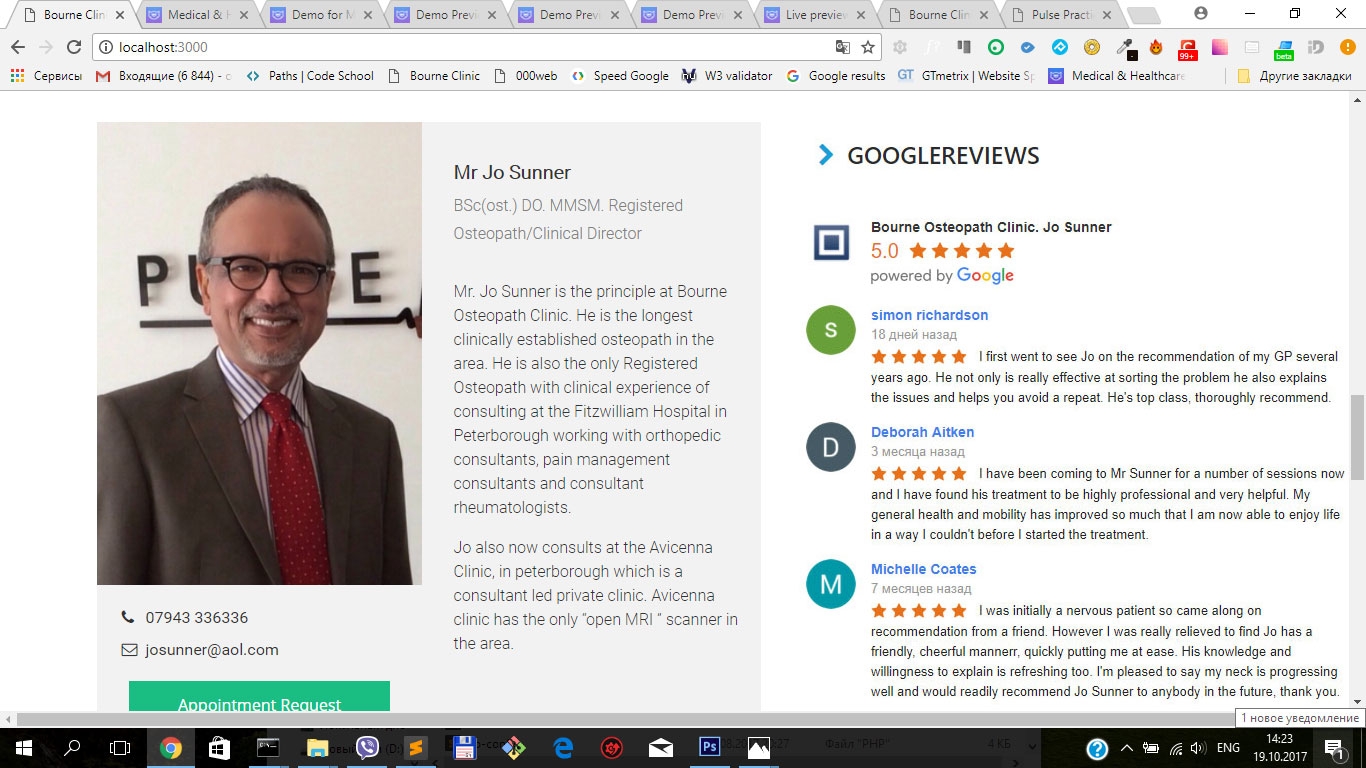 Bourne Clin
Medical & H
Demo for M
Demo Previ
Demo Previ
Demo Previ
Live preview
Bourne Clin
Pulse Practi
localhost:3000
99+
beta
Сервисы
Входящие (6 844) - c
Paths | Code School
Bourne Clinic
000web
Speed Google
W3 validator
Google results
GTmetrix | Website Sp
Medical & Healthcare
Другие закладки
Mr Jo Sunner
BSc(ost.) DO. MMSM. Registered
Osteopath/Clinical Director
Mr. Jo Sunner is the principle at Bourne
Osteopath Clinic. He is the longest
clinically established osteopath in the
area. He is also the only Registered
Osteopath with clinical experience of
consulting at the Fitzwilliam Hospital in
Peterborough working with orthopedic
consultants, pain management
consultants and consultant
rheumatologists.
Jo also now consults at the Avicenna
Clinic, in peterborough which is a
consultant led private clinic. Avicenna
clinic has the only “open MRI “ scanner in
the area.
07943 336336
josunner@aol.com
Appointment Request
GOOGLEREVIEWS
Bourne Osteopath Clinic. Jo Sunner
5.0
powered by Google
S
simon richardson
18 дней назад
I first went to see Jo on the recommendation of my GP several
years ago. He not only is really effective at sorting the problem he also explains
the issues and helps you avoid a repeat. He's top class, thoroughly recommend.
D
Deborah Aitken
3 месяца назад
I have been coming to Mr Sunner for a number of sessions now
and I have found his treatment to be highly professional and very helpful. My
general health and mobility has improved so much that I am now able to enjoy life
in a way I couldn't before I started the treatment.
M
Michelle Coates
7 месяцев назад
I was initially a nervous patient so came along on
recommendation from a friend. However I was really relieved to find Jo has a
friendly, cheerful mannerr, quickly putting me at ease. His knowledge and
willingness to explain is refreshing too. I'm pleased to say my neck is progressing
well and would readily recommend Jo Sunner to anybody in the future, thank you.
1 новое уведомление
Файл "PHP"
4 КБ
Ps
ENG
14:23
19.10.2017
1